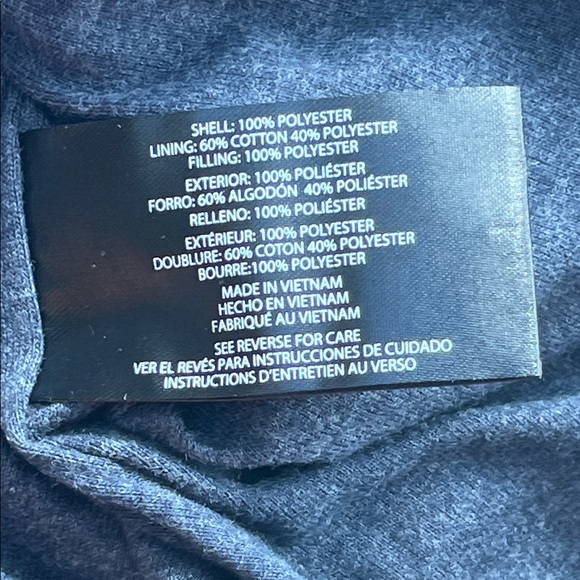 SHELL: 100% POLYESTER
LINING: 60% COTTON 40% POLYESTER
FILLING: 100% POLYESTER
EXTERIOR: 100% POLIÉSTER
FORRO: 60% ALGODÓN 40% POLIÉSTER
RELLENO: 100% POLIÉSTER
EXTÉRIEUR: 100% POLYESTER
DOUBLURE: 60% COTON 40% POLYESTER
BOURRE:100% POLYESTER
MADE IN VIETNAM
HECHO EN VIETNAM
FABRIQUÉ AU VIETNAM
SEE REVERSE FOR CARE
VER EL REVÉS PARA INSTRUCCIONES DE CUIDADO
INSTRUCTIONS D'ENTRETIEN AU VERSO